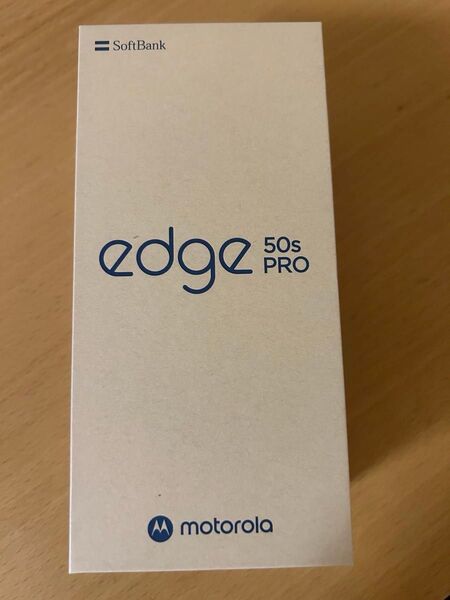 SoftBank
edge 50s
PRO
motorola